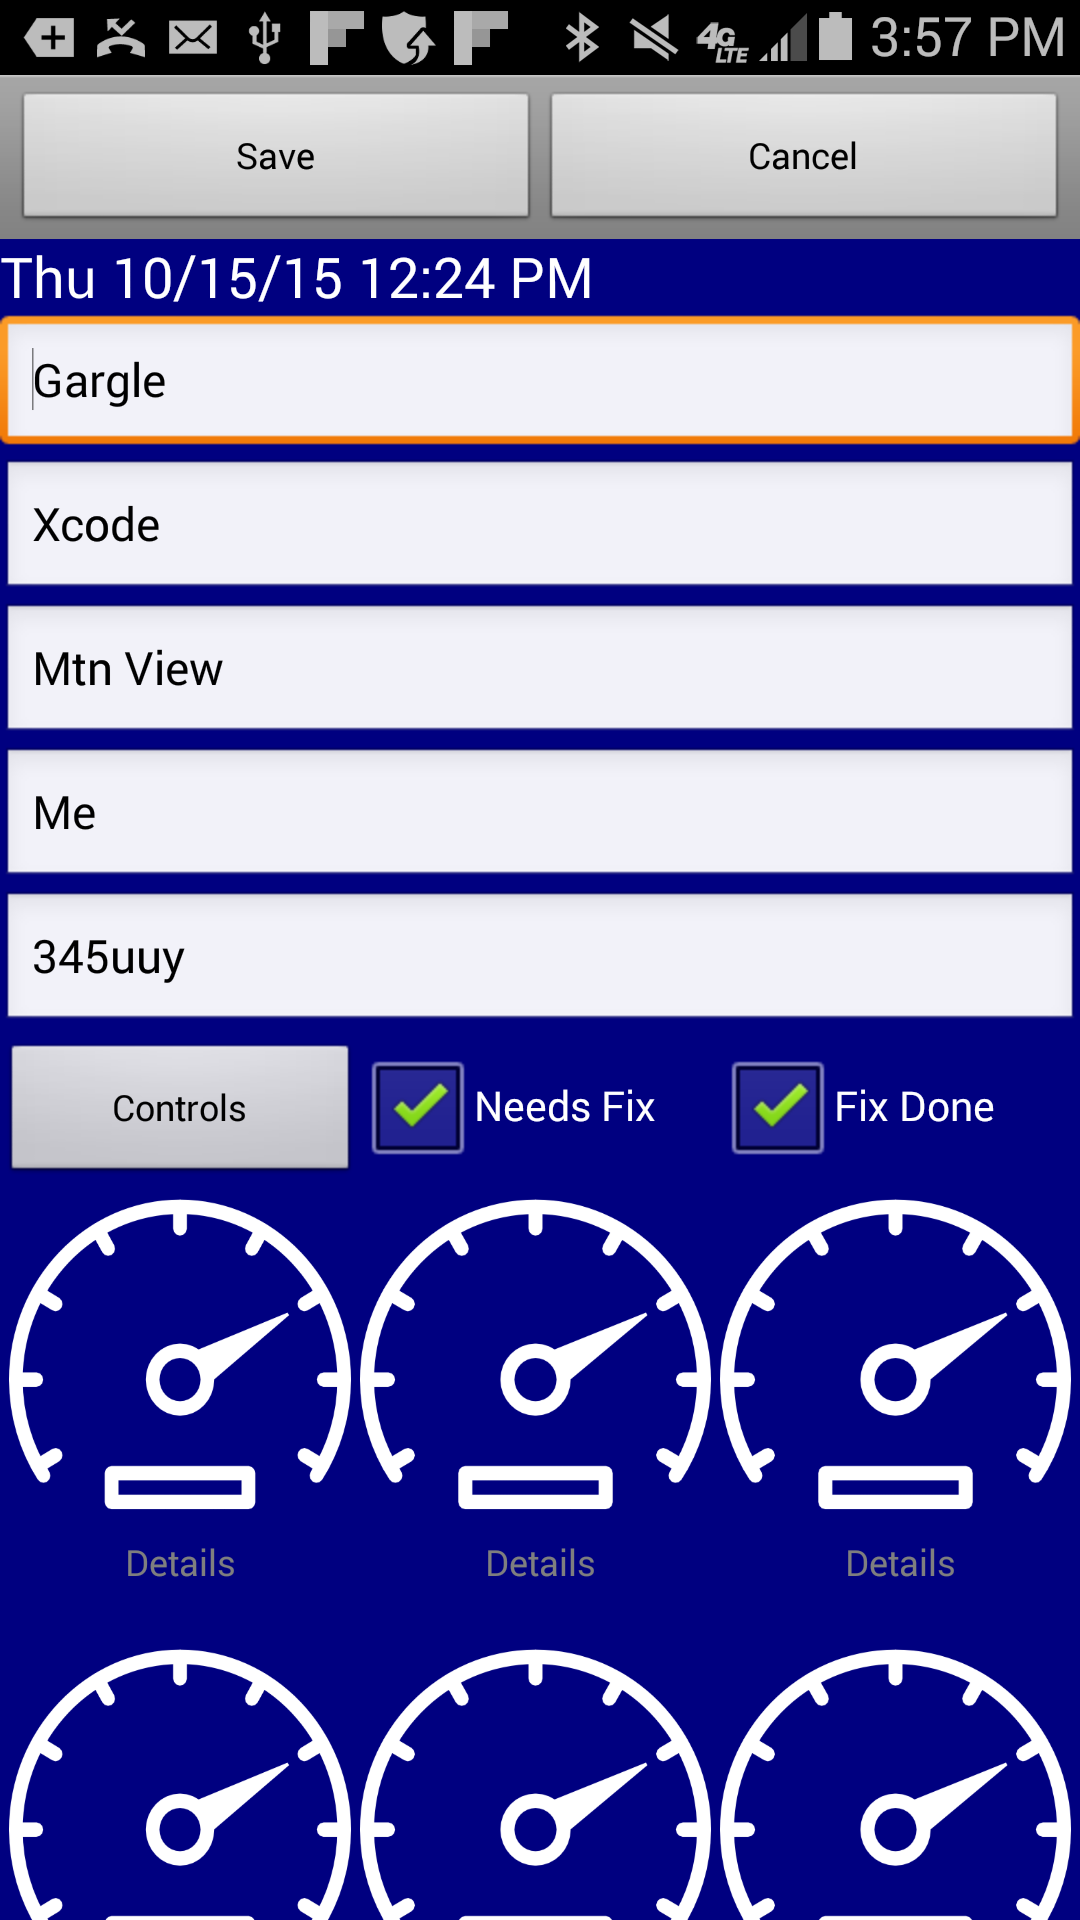 4G LTE 3:57 PM
Save Cancel
Thu 10/15/15 12:24 PM
Gargle
Xcode
Mtn View
Me
345uuy
Controls Needs Fix Fix Done
Details Details Details